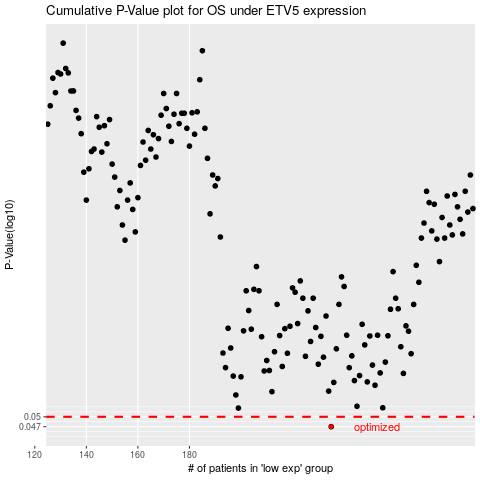 Cumulative P-Value plot for OS under ETV5 expression
P-Value(log10)
0.05
0.047
optimized
120 140 160 180
# of patients in 'low exp' group